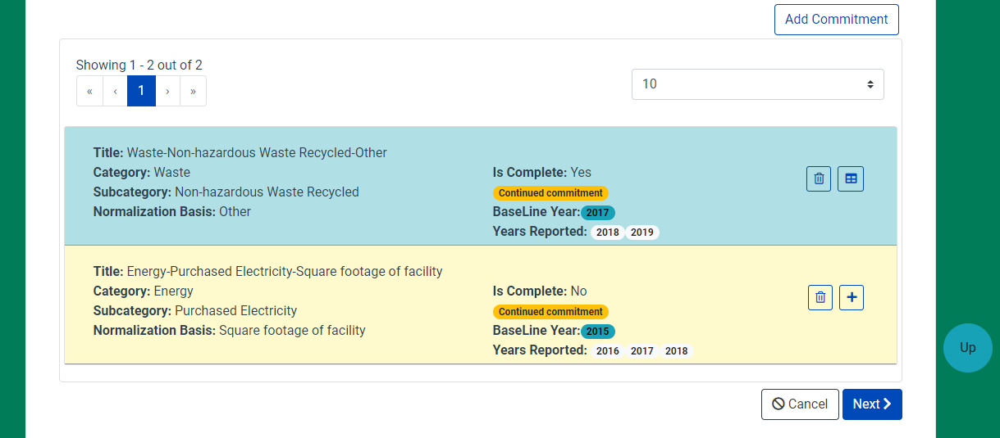 Add Commitment
Showing 1 - 2 out of 2
« ‹ 1 › »
10
Title: Waste-Non-hazardous Waste Recycled-Other
Category: Waste
Subcategory: Non-hazardous Waste Recycled
Normalization Basis: Other
Is Complete: Yes
Continued commitment
BaseLine Year: 2017
Years Reported: 2018 2019
Title: Energy-Purchased Electricity-Square footage of facility
Category: Energy
Subcategory: Purchased Electricity
Normalization Basis: Square footage of facility
Is Complete: No
Continued commitment
BaseLine Year: 2015
Years Reported: 2016 2017 2018
Up
Cancel
Next